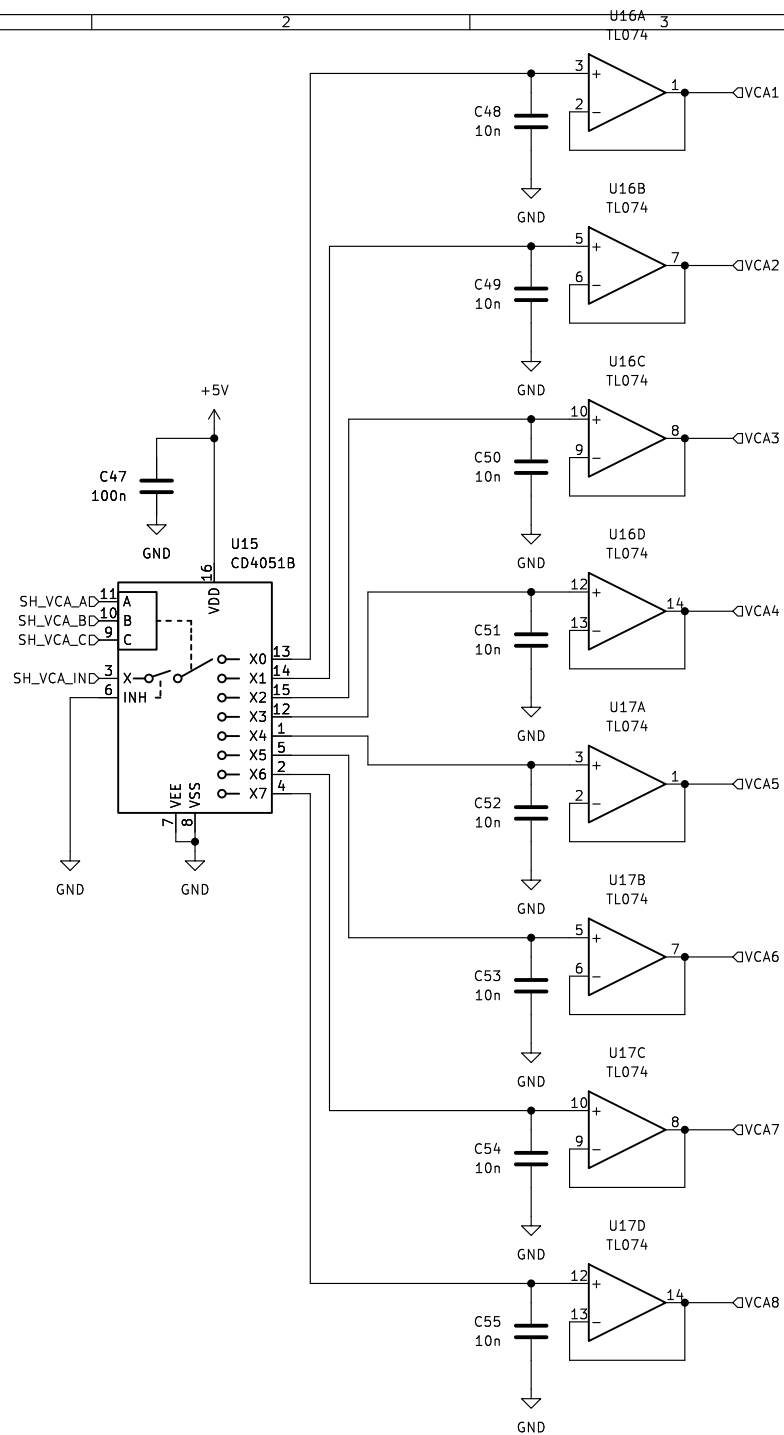 2
3
U16A
TL074
3
+
2
−
1
VCA1
C48
10n
GND
U16B
TL074
5
+
6
−
7
VCA2
C49
10n
GND
U16C
TL074
10
+
9
−
8
VCA3
C50
10n
GND
+5V
C47
100n
GND
U16D
TL074
12
+
13
−
14
VCA4
C51
10n
GND
U15
CD4051B
16
VDD
SH_VCA_A 11 A
SH_VCA_B 10 B
SH_VCA_C 9 C
SH_VCA_IN 3 X
6 INH
X0 13
X1 14
X2 15
X3 12
X4 1
X5 5
X6 2
X7 4
VEE
VSS
7
8
GND
GND
U17A
TL074
3
+
2
−
1
VCA5
C52
10n
GND
U17B
TL074
5
+
6
−
7
VCA6
C53
10n
GND
U17C
TL074
10
+
9
−
8
VCA7
C54
10n
GND
U17D
TL074
12
+
13
−
14
VCA8
C55
10n
GND